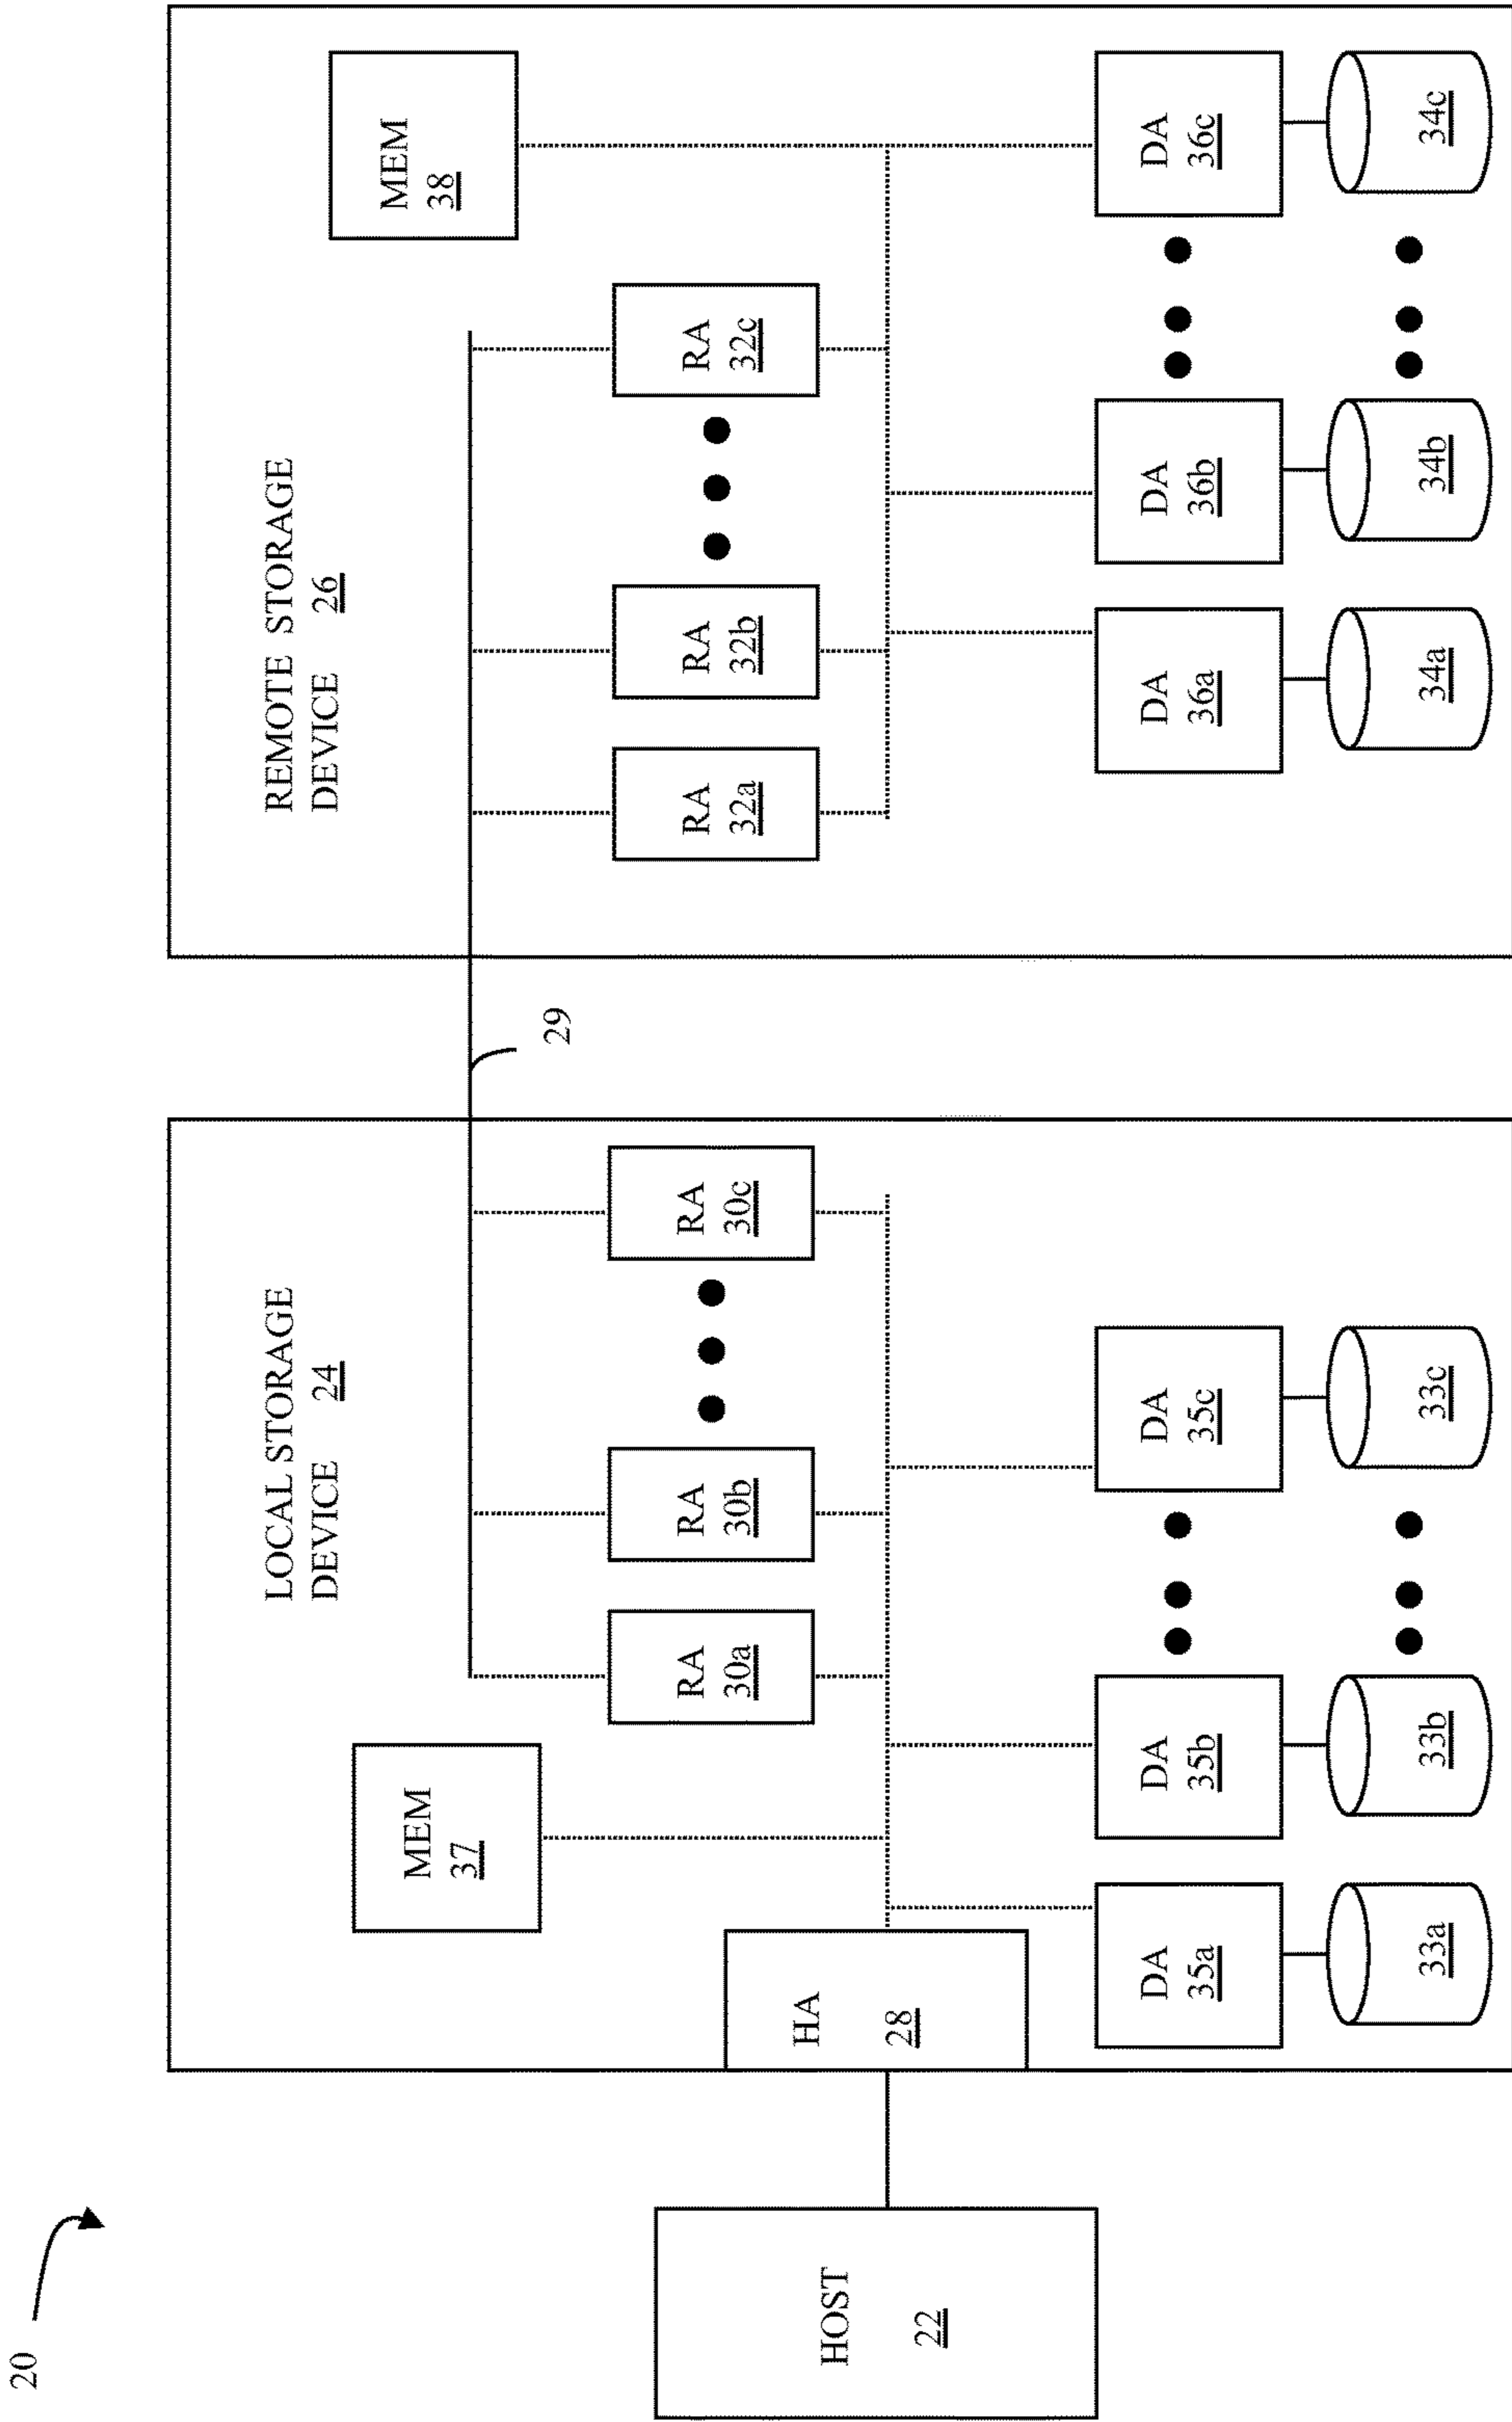 20
HOST
22
LOCAL STORAGE
DEVICE 24
MEM
37
HA
28
RA
30a
RA
30b
RA
30c
DA
35a
DA
35b
DA
35c
33a
33b
33c
29
REMOTE STORAGE
DEVICE 26
MEM
38
RA
32a
RA
32b
RA
32c
DA
36a
DA
36b
DA
36c
34a
34b
34c